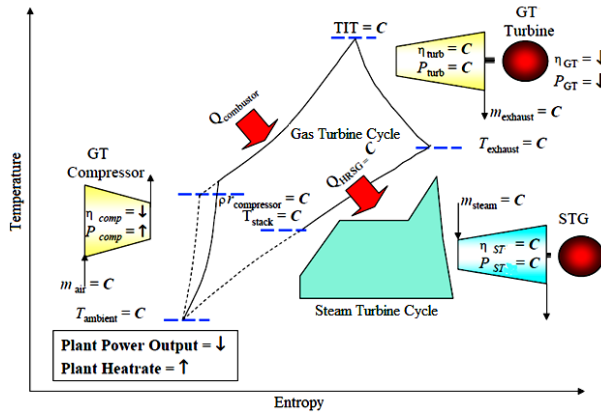 TIT = C
GT
Turbine
η turb = C
P turb = C
η GT = ↓
P GT = ↓
m exhaust = C
T exhaust = C
Q combustor
Gas Turbine Cycle
Q HRSG = C
GT
Compressor
η comp = ↓
P comp = ↑
m air = C
T ambient = C
ρ r compressor = C
T stack = C
m steam = C
STG
η ST = C
P ST = C
Steam Turbine Cycle
Plant Power Output = ↓
Plant Heatrate = ↑
Temperature
Entropy